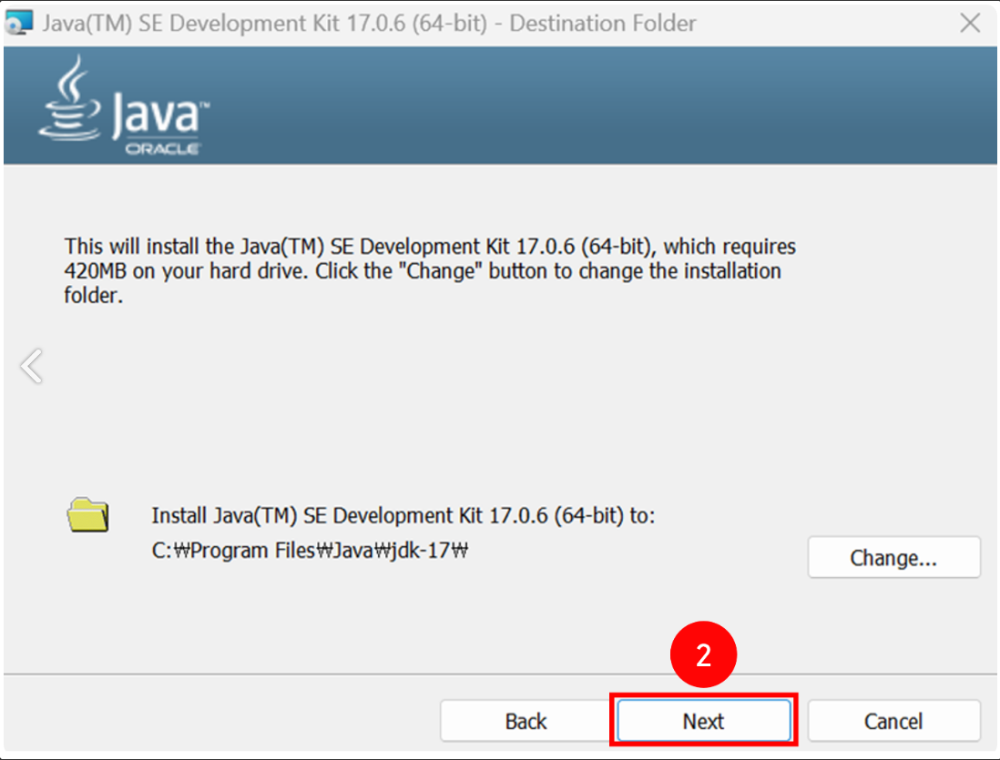 Java(TM) SE Development Kit 17.0.6 (64-bit) - Destination Folder
Java™
ORACLE
This will install the Java(TM) SE Development Kit 17.0.6 (64-bit), which requires
420MB on your hard drive. Click the "Change" button to change the installation
folder.
Install Java(TM) SE Development Kit 17.0.6 (64-bit) to:
C:₩Program Files₩Java₩jdk-17₩
Change...
2
Back
Next
Cancel